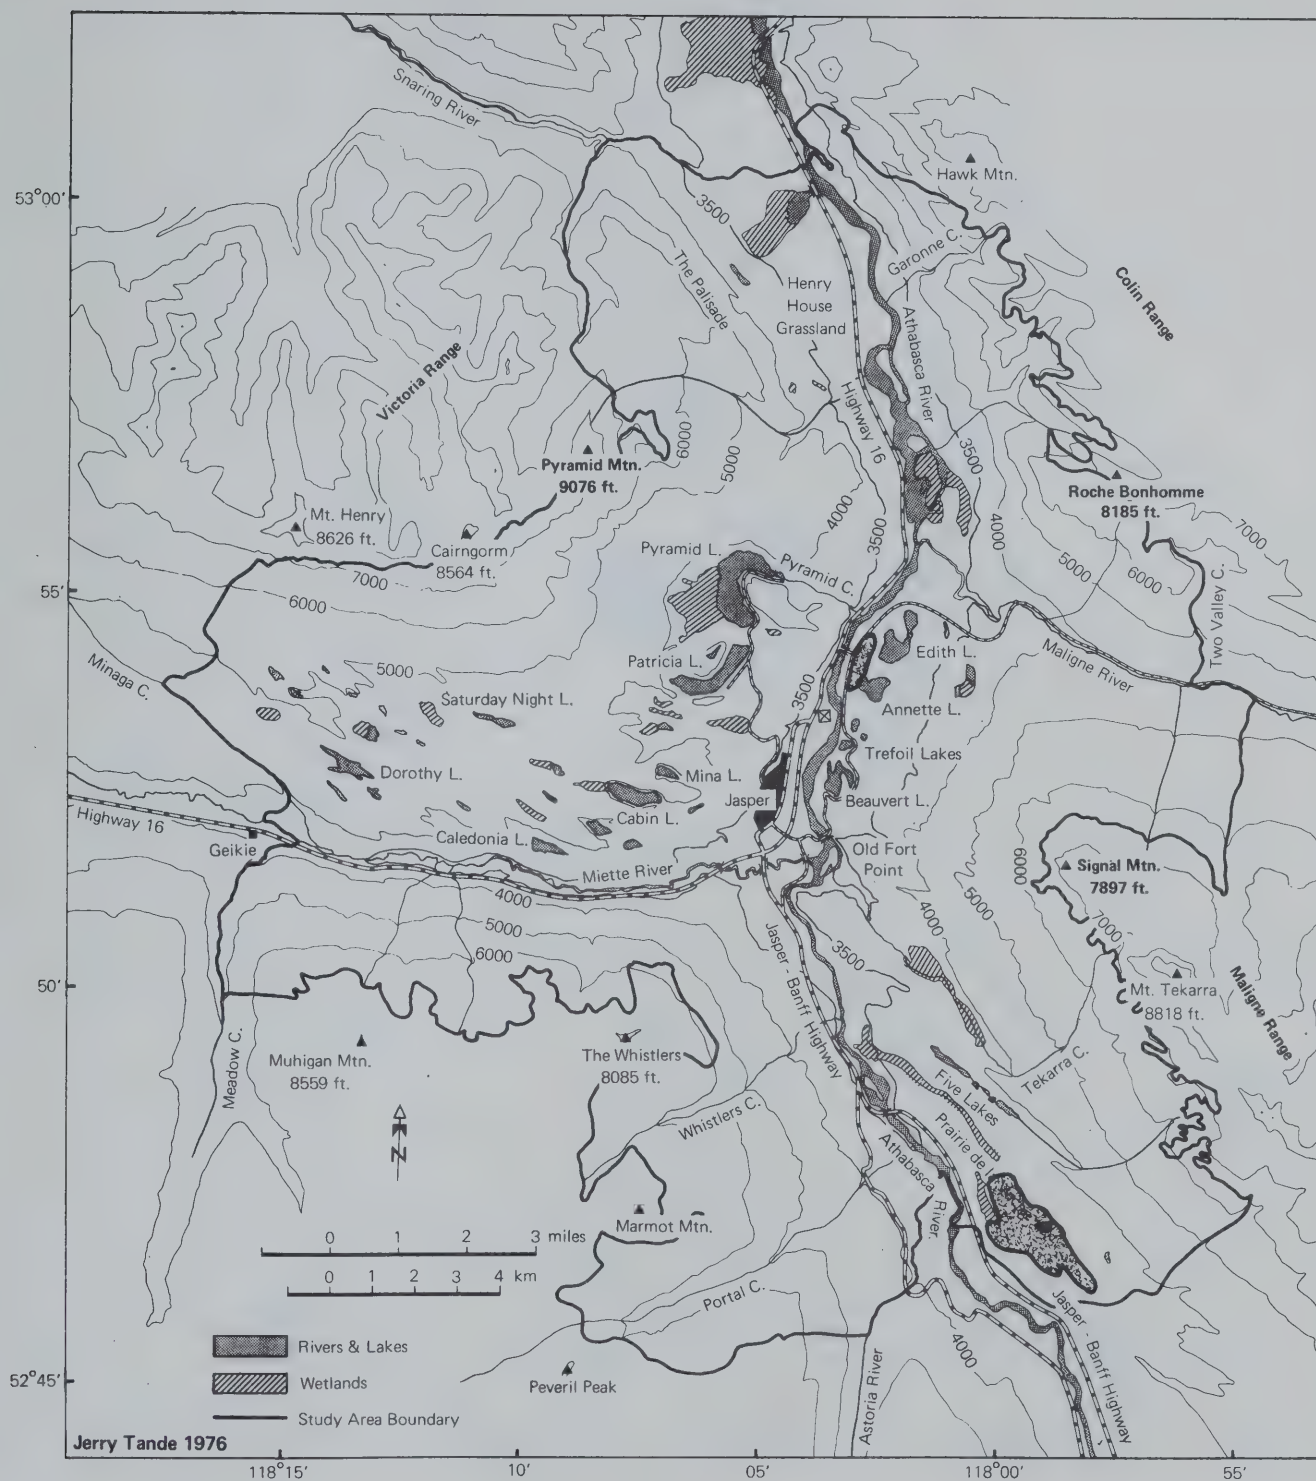 Snaring River
Hawk Mtn.
53°00'
3500
Garonne C.
The Palisade
Henry
House
Grassland
Colin Range
Athabasca River
Victoria Range
Highway 16
6000
5000
3500
Pyramid Mtn.
9076 ft.
Roche Bonhomme
8185 ft.
Mt. Henry
8626 ft.
4000
3500
4000
7000
Cairngorm
8564 ft.
Pyramid L.
Pyramid C.
5000
6000
55'
7000
6000
Two Valley C.
Minaga C.
5000
Patricia L.
Edith L.
Maligne River
3500
Saturday Night L.
Annette L.
Trefoil Lakes
Dorothy L.
Mina L.
Jasper
Beauvert L.
Highway 16
Cabin L.
Caledonia L.
Geikie
Old Fort
Point
Miette River
6000
Signal Mtn.
7897 ft.
4000
5000
4000
5000
6000
7000
3500
Jasper - Banff Highway
50'
Mt. Tekarra
8818 ft.
Maligne Range
Meadow C.
Muhigan Mtn.
8559 ft.
The Whistlers
8085 ft.
Five Lakes
Tekarra C.
Whistlers C.
Prairie de l
Athabasca
River.
N
Marmot Mtn.
0 1 2 3 miles
0 1 2 3 4 km
Portal C.
Jasper - Banff Highway
4000
Rivers & Lakes
Wetlands
Study Area Boundary
Peveril Peak
Astoria River
52°45'
Jerry Tande 1976
118°15' 10' 05' 118°00' 55'